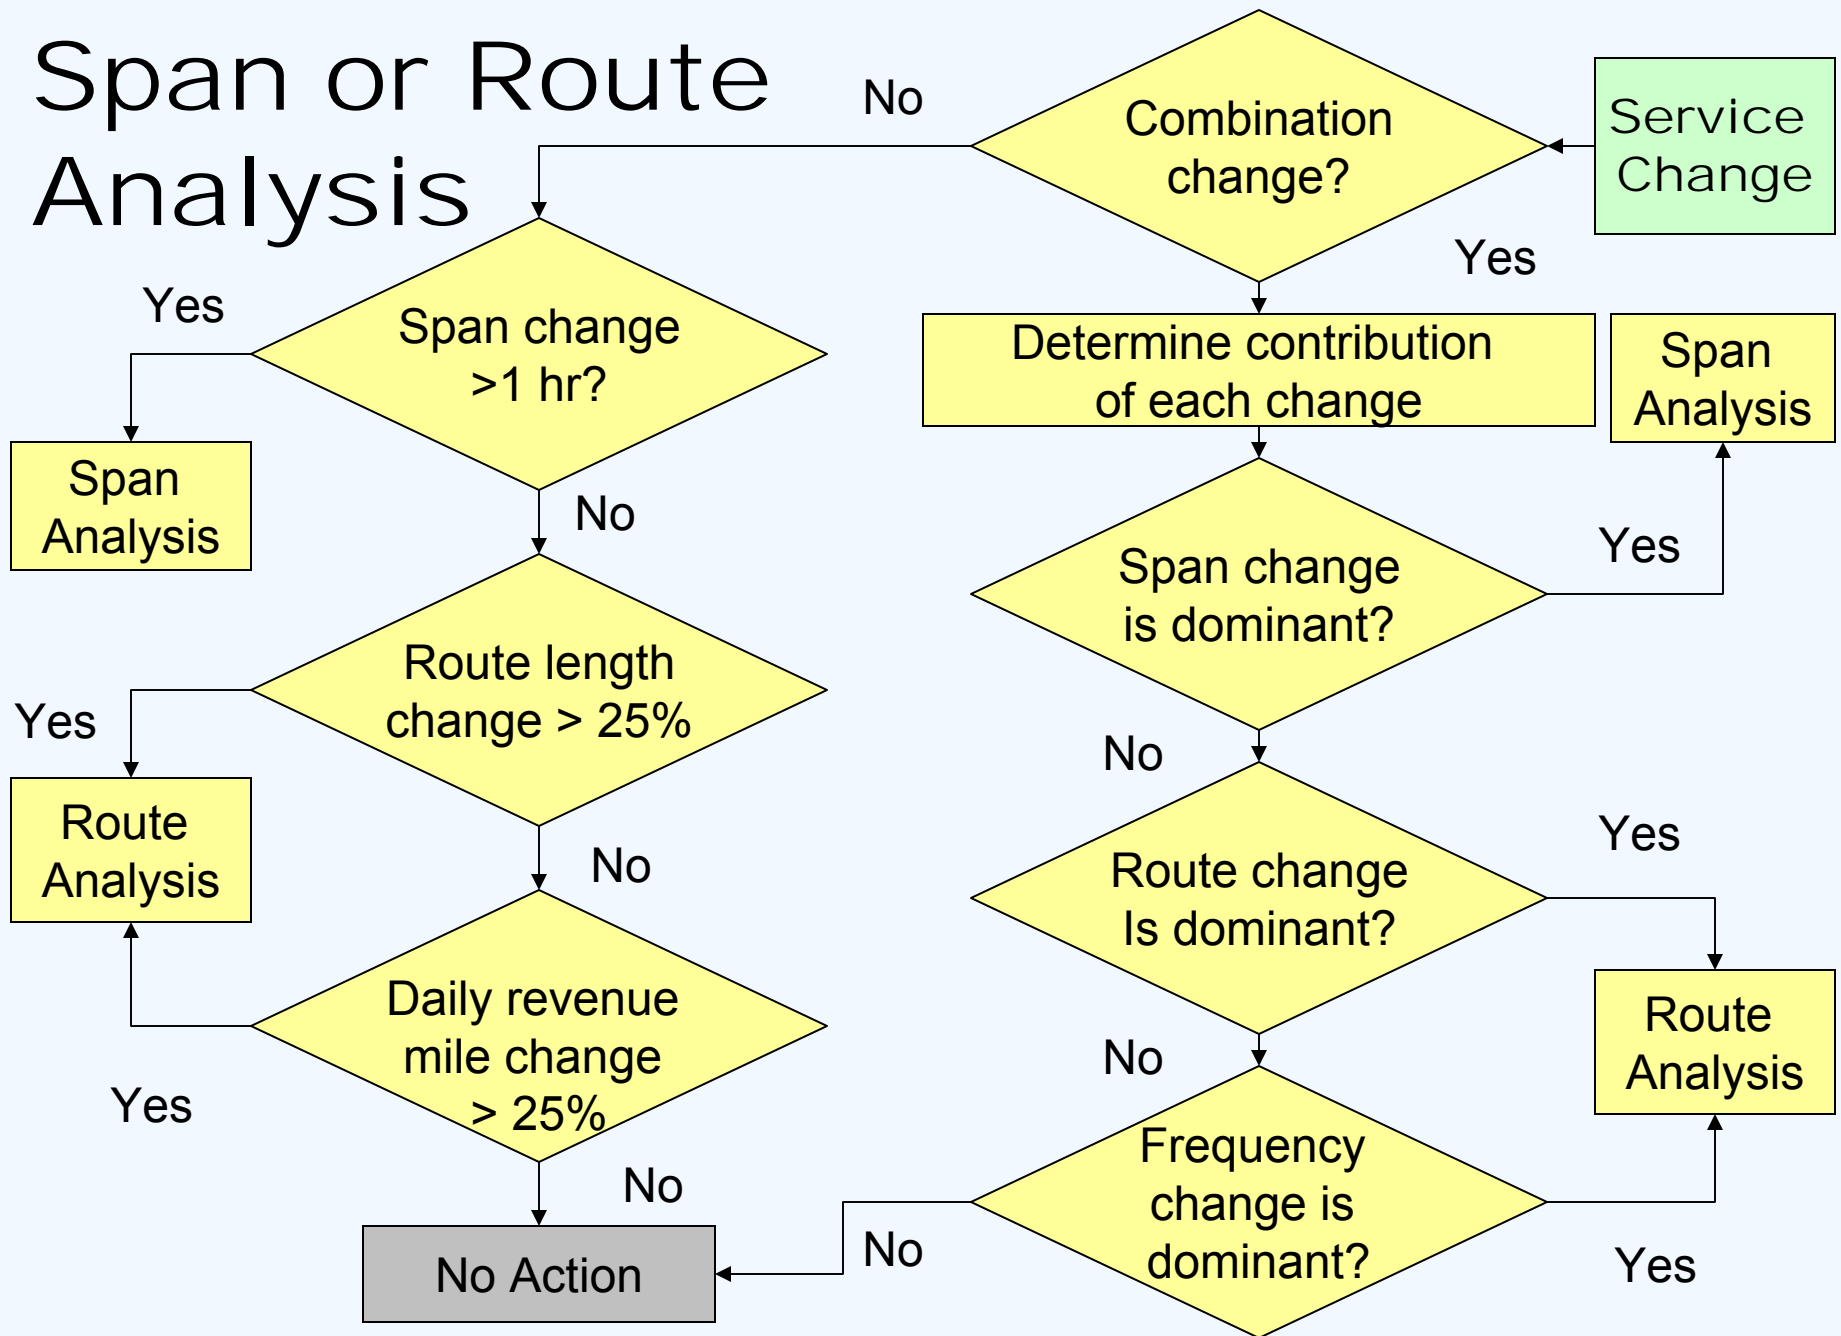 Span or Route
Analysis
Service
Change
Combination
change?
No
Yes
Span change
>1 hr?
Yes
Span
Analysis
No
Route length
change > 25%
Yes
Route
Analysis
No
Daily revenue
mile change
> 25%
Yes
No
No Action
Determine contribution
of each change
Span
Analysis
Span change
is dominant?
Yes
No
Route change
Is dominant?
Yes
Route
Analysis
No
Frequency
change is
dominant?
No
Yes